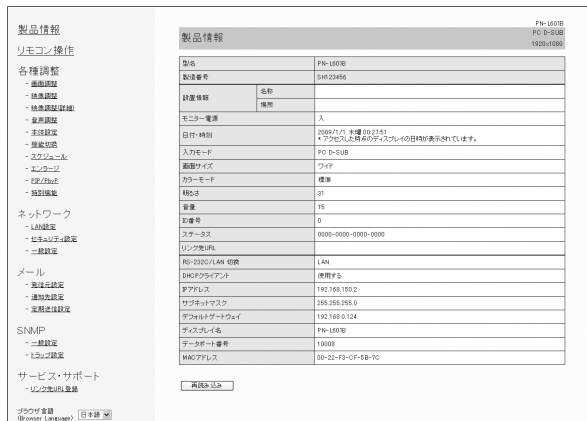 製品情報
リモコン操作
各種調整
- 画面調整
- 映像調整
- 映像調整(詳細)
- 音声調整
- 本体設定
- 機能切換
- スケジュール
- エンラージ
- PIP/PbyP
- 特別機能
ネットワーク
- LAN設定
- セキュリティ設定
- 一般設定
メール
- 発信元設定
- 通知先設定
- 定期送信設定
SNMP
- 一般設定
- トラップ設定
サービス・サポート
- リンク先URL登録
ブラウザ言語
(Browser Language) 日本語
PN-L601B
製品情報 PC D-SUB
1920x1080
型名 PN-L601B
製造番号 SH123456
設置情報 名称
場所
モニター電源 入
日付・時刻 2009/1/1 木曜 00:27:51
* アクセスした時点のディスプレイの日時が表示されています。
入力モード PC D-SUB
画面サイズ ワイド
カラーモード 標準
明るさ 31
音量 15
ID番号 0
ステータス 0000-0000-0000-0000
リンク先URL
RS-232C/LAN 切換 LAN
DHCPクライアント 使用する
IPアドレス 192.168.150.2
サブネットマスク 255.255.255.0
デフォルトゲートウェイ 192.168.0.124
ディスプレイ名 PN-L601B
データポート番号 10008
MACアドレス 00-22-F3-CF-5B-7C
再読み込み